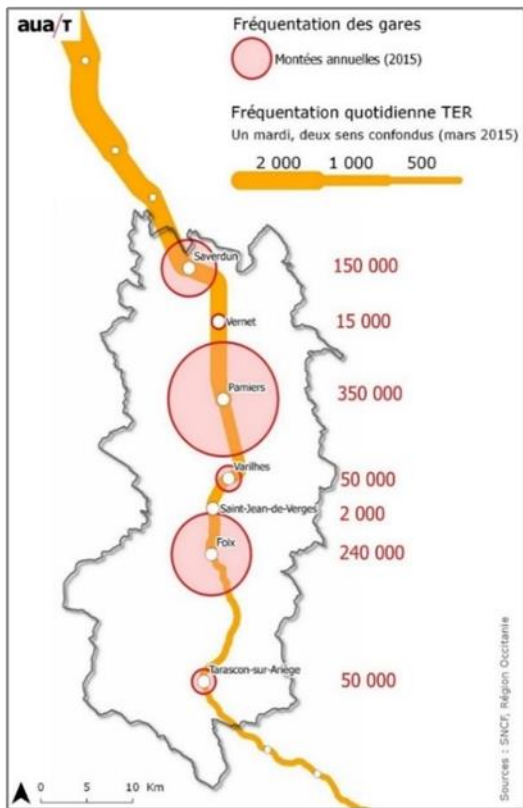 aua/T
Fréquentation des gares
Montées annuelles (2015)
Fréquentation quotidienne TER
Un mardi, deux sens confondus (mars 2015)
2 000 1 000 500
Saverdun 150 000
Vernet 15 000
Pamiers 350 000
Varilhes 50 000
Saint-Jean-de-Verges 2 000
Foix 240 000
Tarascon-sur-Ariège 50 000
0 5 10 Km
Sources : SNCF, Région Occitanie